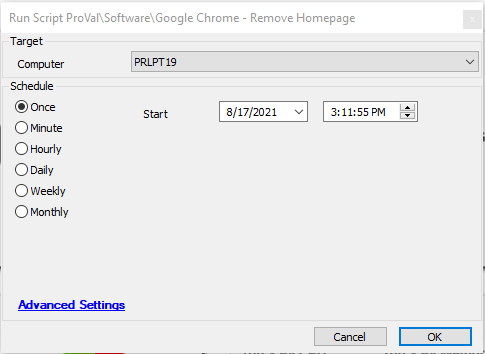 Run Script ProVal\Software\Google Chrome - Remove Homepage
Target
Computer
PRLPT19
Schedule
Once
Start
8/17/2021
3:11:55 PM
Minute
Hourly
Daily
Weekly
Monthly
Advanced Settings
Cancel
OK